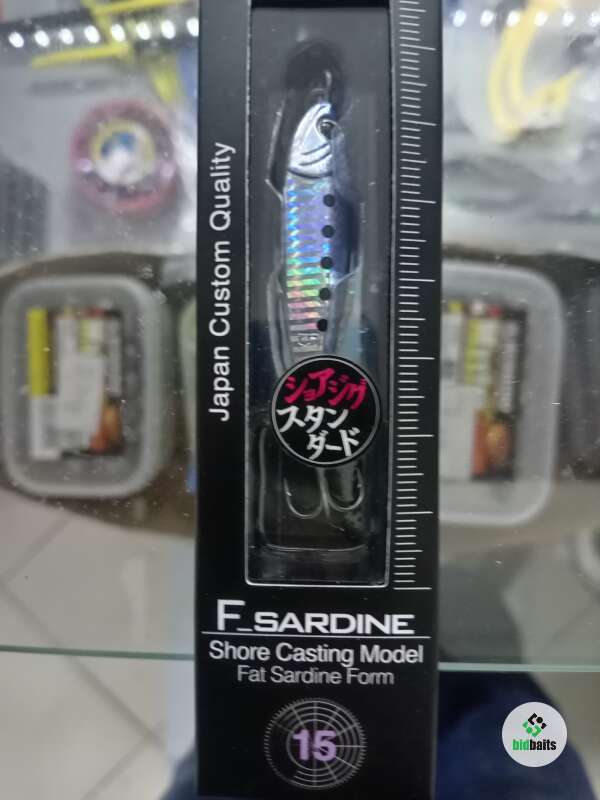 Japan Custom Quality
ショアジグ
スタン
ダード
F_SARDINE
Shore Casting Model
Fat Sardine Form
15
bidbaits